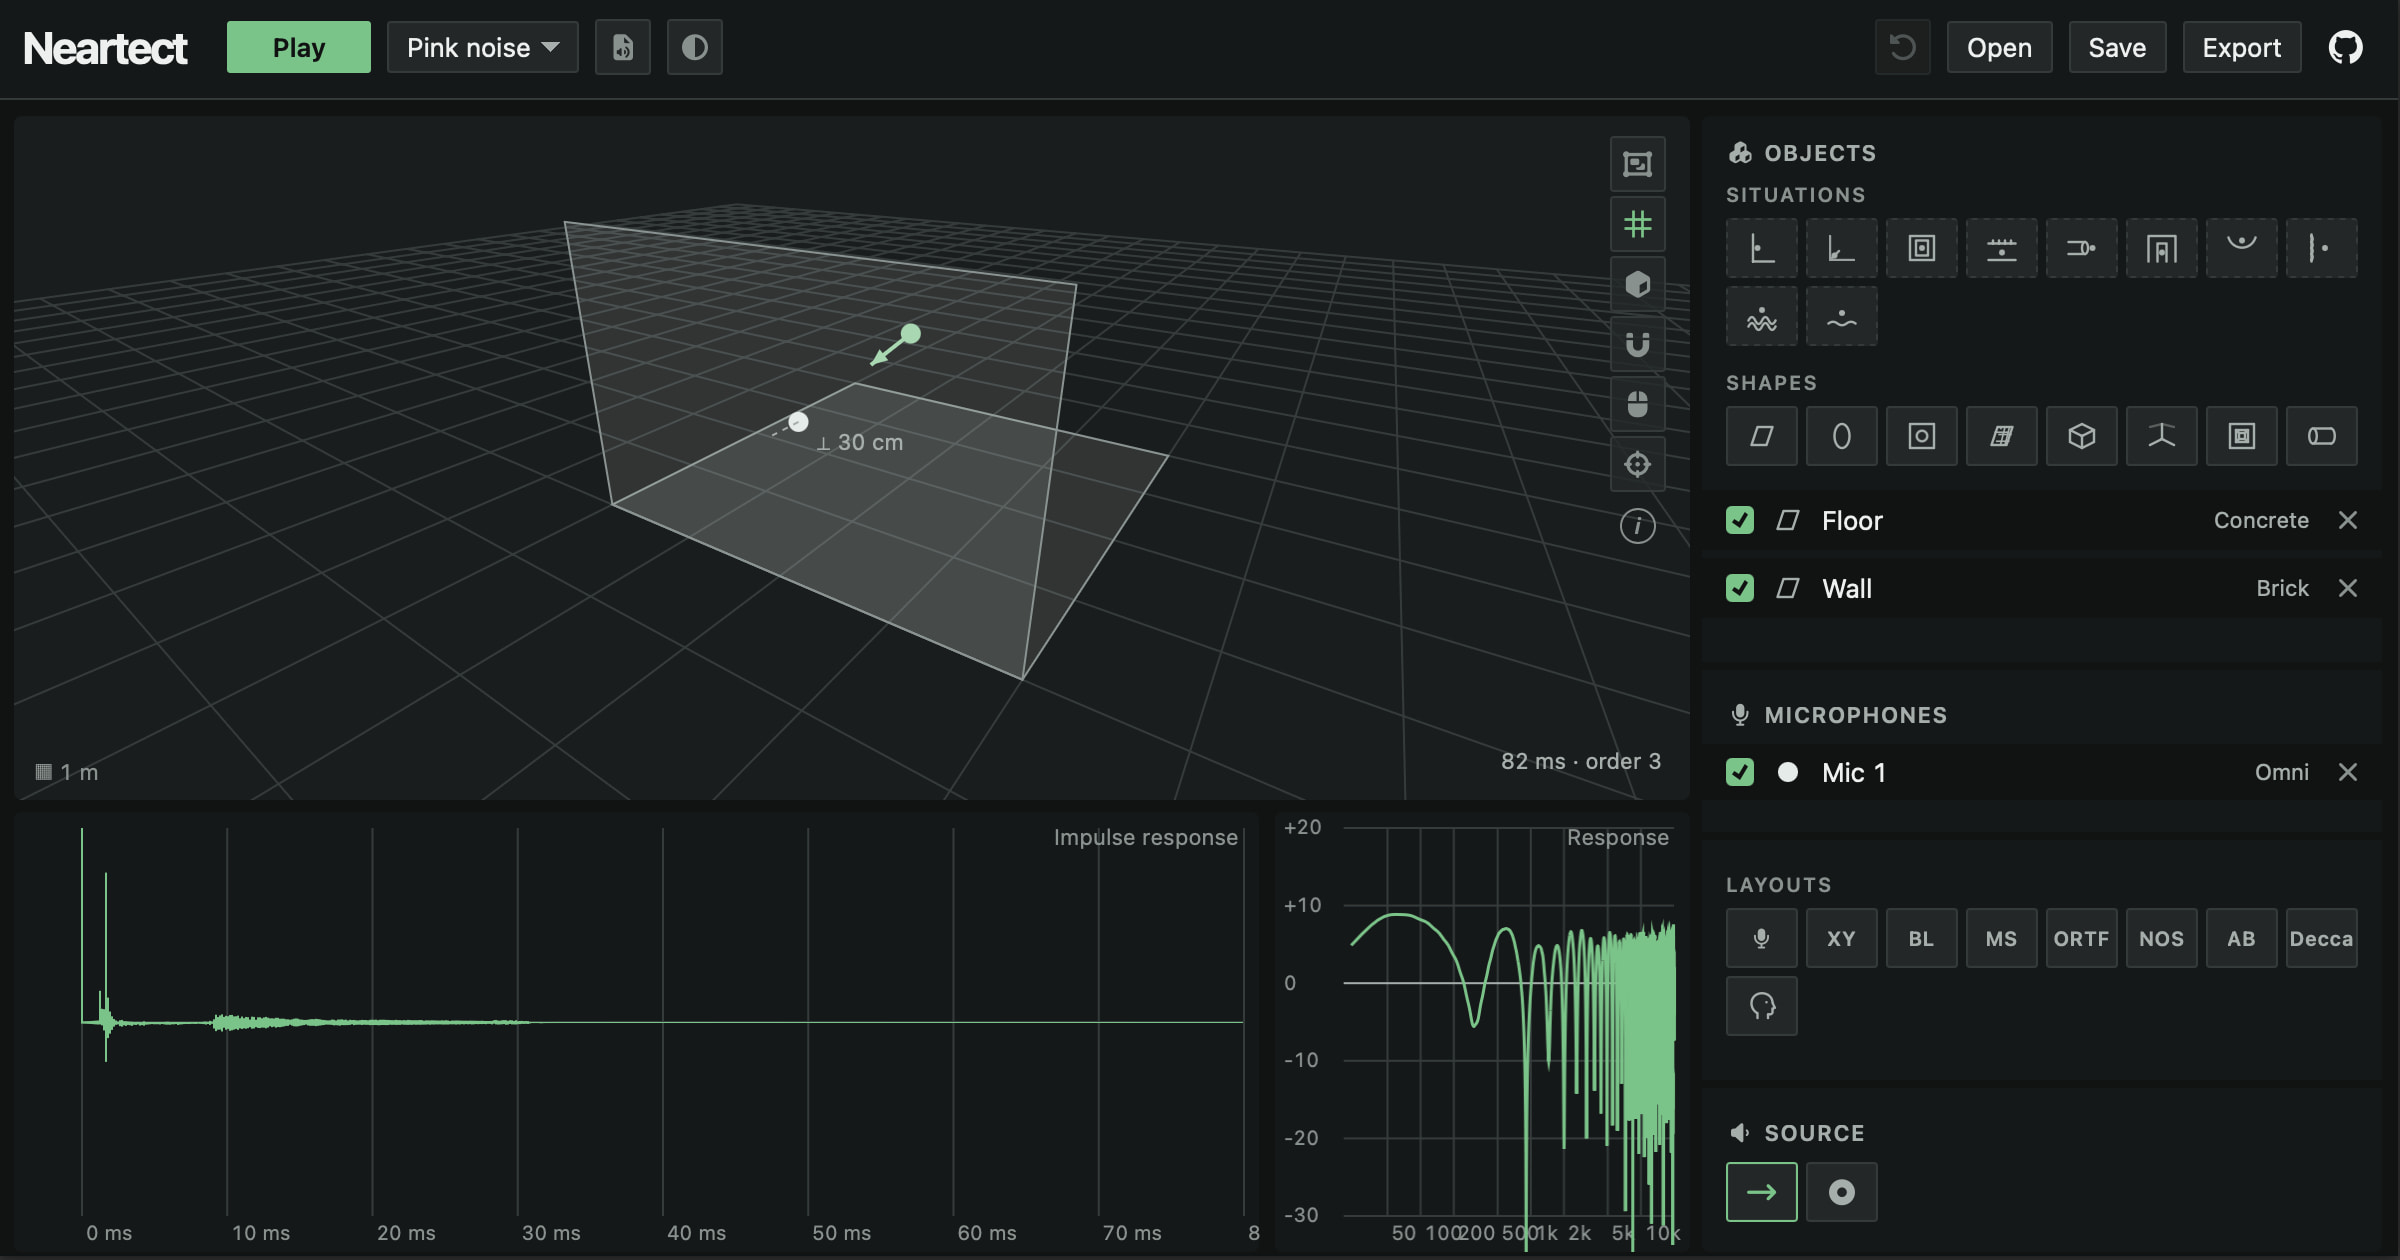 Neartect
Play
Pink noise
Open
Save
Export
⊥ 30 cm
1 m
82 ms · order 3
Impulse response
0 ms
10 ms
20 ms
30 ms
40 ms
50 ms
60 ms
70 ms
8
Response
+20
+10
0
-10
-20
-30
50
100
200
500
1k
2k
5k
10k
OBJECTS
SITUATIONS
SHAPES
Floor
Concrete
Wall
Brick
MICROPHONES
Mic 1
Omni
LAYOUTS
XY
BL
MS
ORTF
NOS
AB
Decca
SOURCE